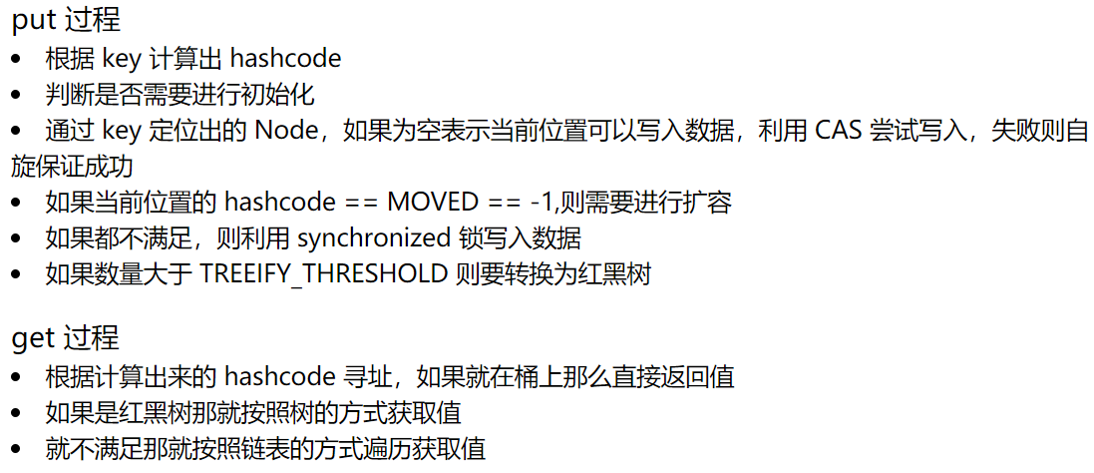 put 过程
• 根据 key 计算出 hashcode
• 判断是否需要进行初始化
• 通过 key 定位出的 Node，如果为空表示当前位置可以写入数据，利用 CAS 尝试写入，失败则自
旋保证成功
• 如果当前位置的 hashcode == MOVED == -1,则需要进行扩容
• 如果都不满足，则利用 synchronized 锁写入数据
• 如果数量大于 TREEIFY_THRESHOLD 则要转换为红黑树
get 过程
• 根据计算出来的 hashcode 寻址，如果就在桶上那么直接返回值
• 如果是红黑树那就按照树的方式获取值
• 就不满足那就按照链表的方式遍历获取值